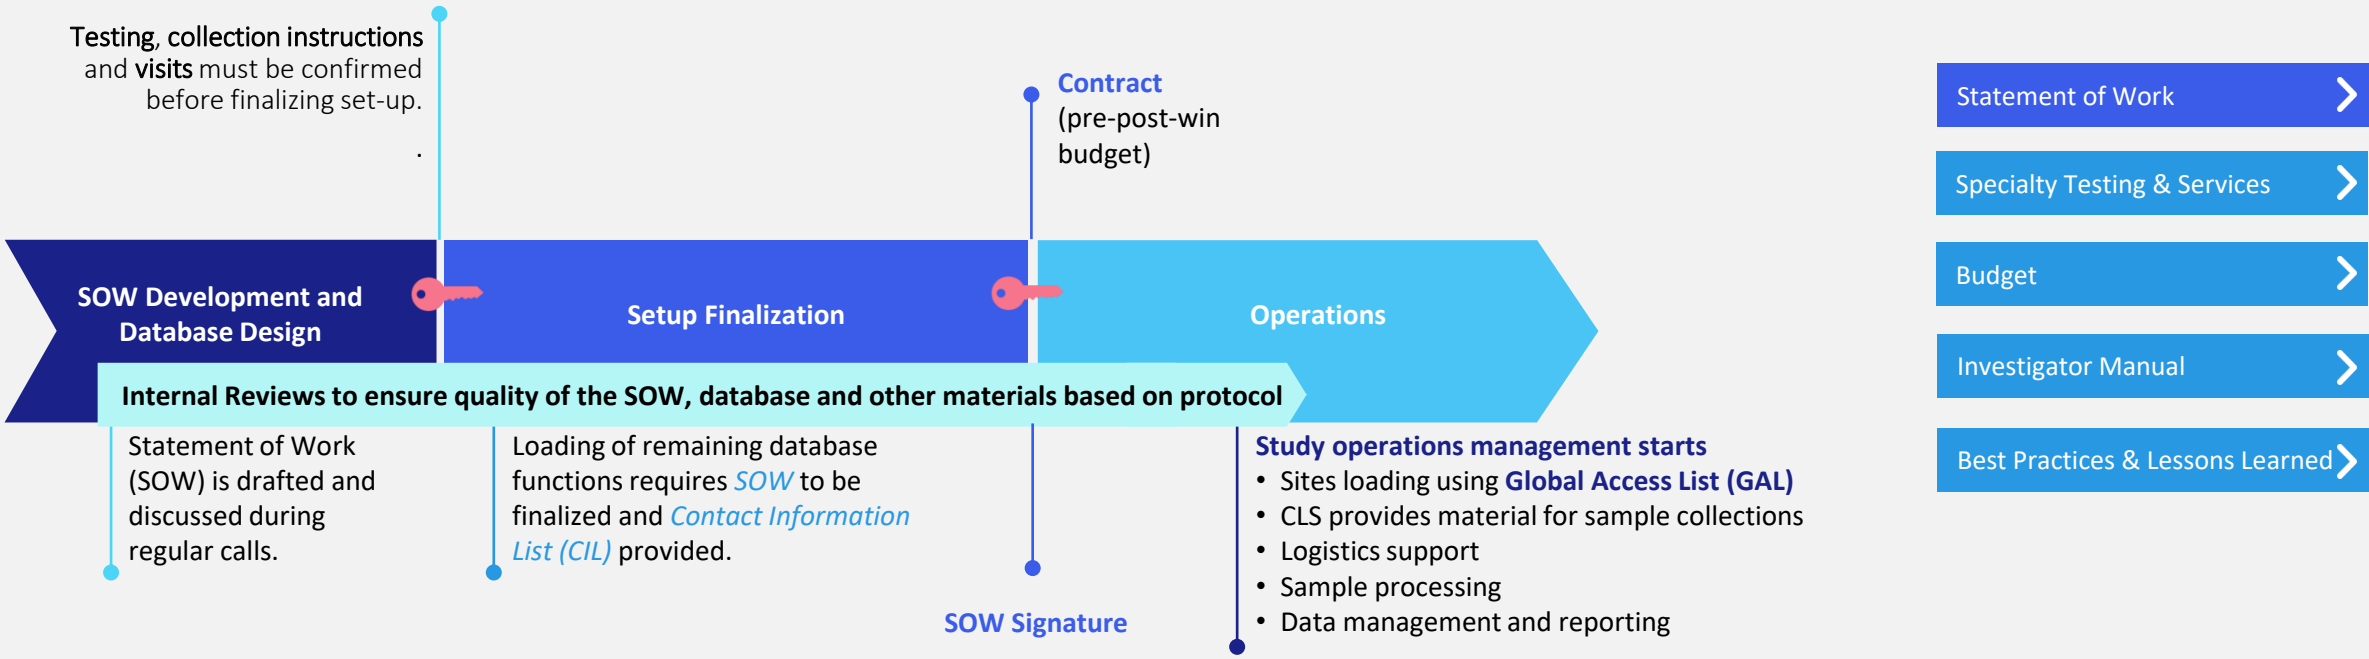 Testing, collection instructions
and visits must be confirmed
before finalizing set-up.
.
Contract
(pre-post-win
budget)
SOW Development and
Database Design
Setup Finalization
Operations
Internal Reviews to ensure quality of the SOW, database and other materials based on protocol
Statement of Work
(SOW) is drafted and
discussed during
regular calls.
Loading of remaining database
functions requires SOW to be
finalized and Contact Information
List (CIL) provided.
SOW Signature
Study operations management starts
• Sites loading using Global Access List (GAL)
• CLS provides material for sample collections
• Logistics support
• Sample processing
• Data management and reporting
Statement of Work
Specialty Testing & Services
Budget
Investigator Manual
Best Practices & Lessons Learned